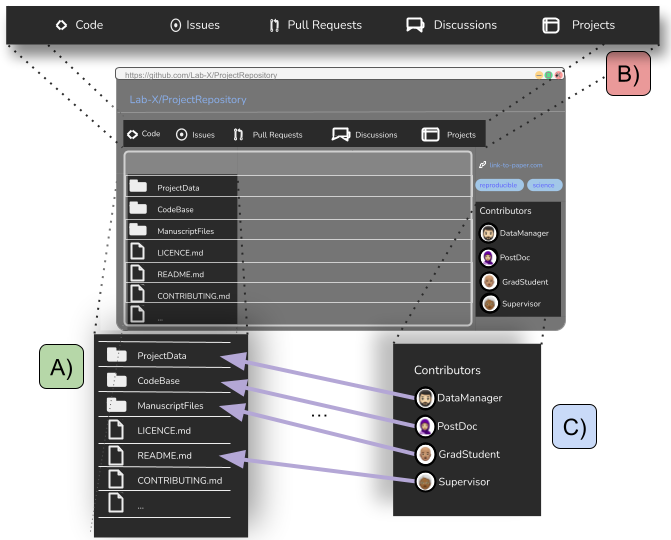 Code Issues Pull Requests Discussions Projects
B)
https://github.com/Lab-X/ProjectRepository
Lab-X/ProjectRepository
Code Issues Pull Requests Discussions Projects
link-to-paper.com
reproducible science
ProjectData
CodeBase
ManuscriptFiles
LICENCE.md
README.md
CONTRIBUTING.md
...
Contributors
DataManager
PostDoc
GradStudent
Supervisor
A)
ProjectData
CodeBase
ManuscriptFiles
LICENCE.md
README.md
CONTRIBUTING.md
...
...
Contributors
DataManager
PostDoc
GradStudent
Supervisor
C)